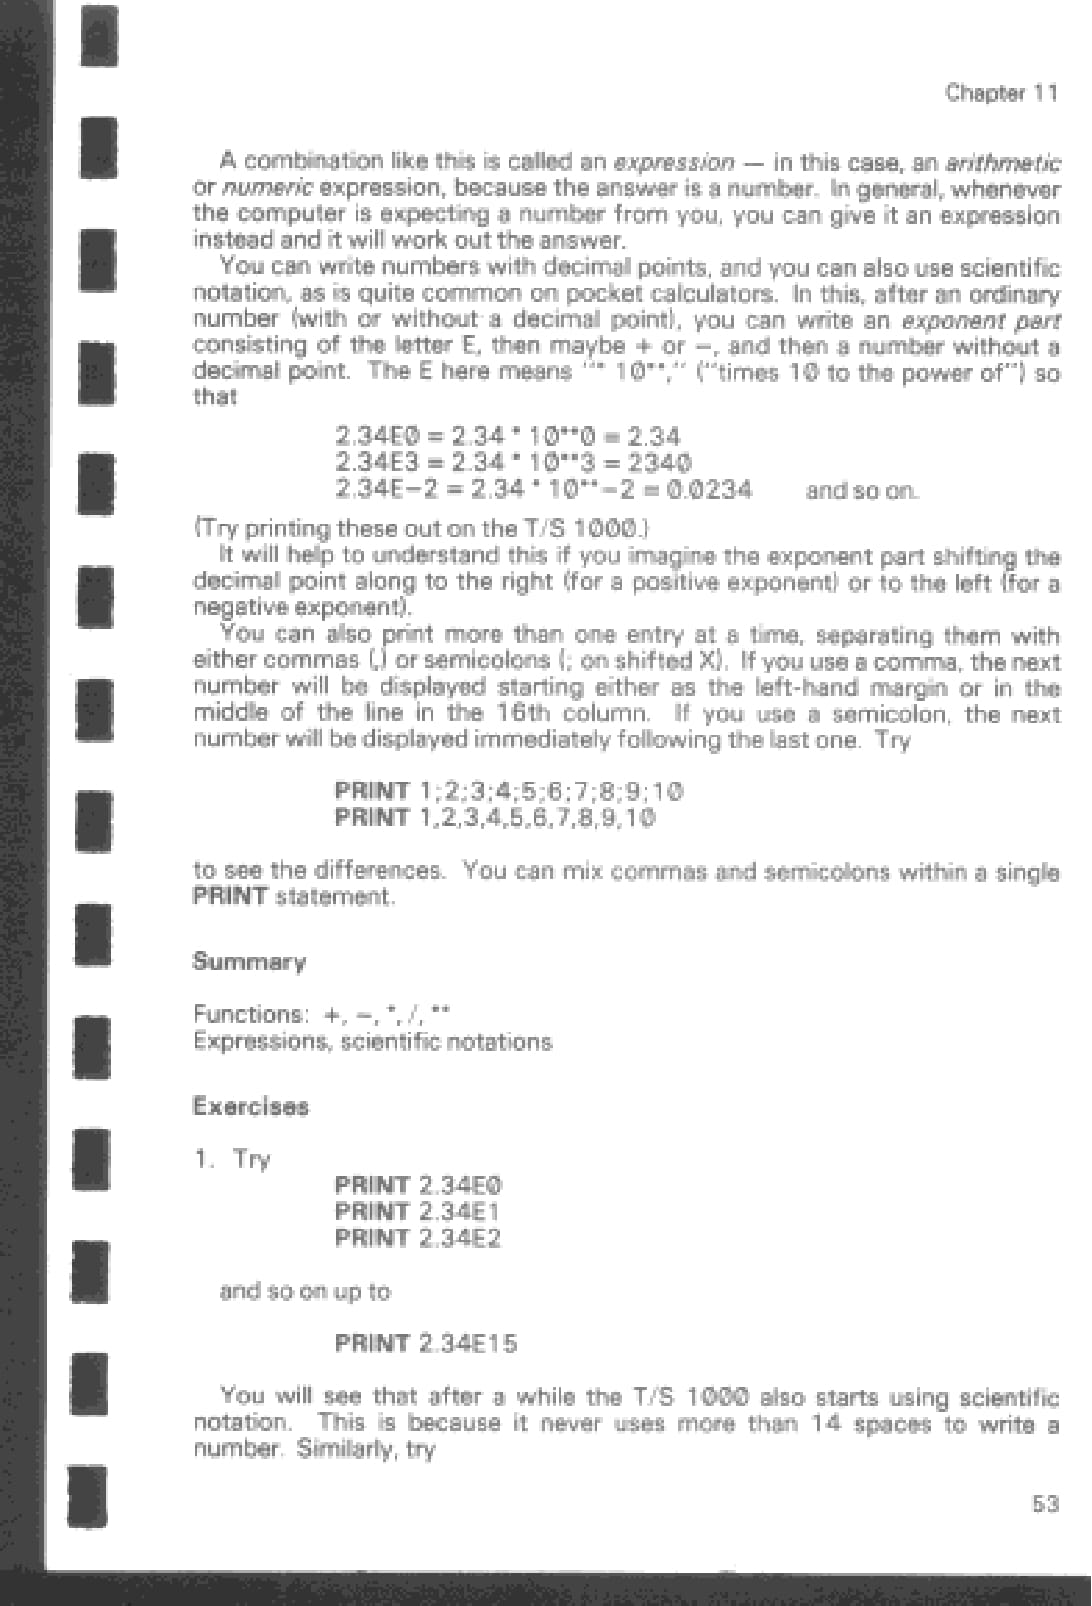 Chapter 11
A combination like this is called an expression — in this case, an arithmetic
or numeric expression, because the answer is a number. In general, whenever
the computer is expecting a number from you, you can give it an expression
instead and it will work out the answer.
You can write numbers with decimal points, and you can also use scientific
notation, as is quite common on pocket calculators. In this, after an ordinary
number (with or without a decimal point), you can write an exponent part
consisting of the letter E, then maybe + or −, and then a number without a
decimal point. The E here means "* 10**," ("times 10 to the power of") so
that
2.34E0 = 2.34 * 10**0 = 2.34
2.34E3 = 2.34 * 10**3 = 2340
2.34E−2 = 2.34 * 10**−2 = 0.0234 and so on.
(Try printing these out on the T/S 1000.)
It will help to understand this if you imagine the exponent part shifting the
decimal point along to the right (for a positive exponent) or to the left (for a
negative exponent).
You can also print more than one entry at a time, separating them with
either commas (,) or semicolons (; on shifted X). If you use a comma, the next
number will be displayed starting either as the left-hand margin or in the
middle of the line in the 16th column. If you use a semicolon, the next
number will be displayed immediately following the last one. Try
PRINT 1;2;3;4;5;6;7;8;9;10
PRINT 1,2,3,4,5,6,7,8,9,10
to see the differences. You can mix commas and semicolons within a single
PRINT statement.
Summary
Functions: +, −, *, /, **
Expressions, scientific notations
Exercises
1. Try
PRINT 2.34E0
PRINT 2.34E1
PRINT 2.34E2
and so on up to
PRINT 2.34E15
You will see that after a while the T/S 1000 also starts using scientific
notation. This is because it never uses more than 14 spaces to write a
number. Similarly, try
53